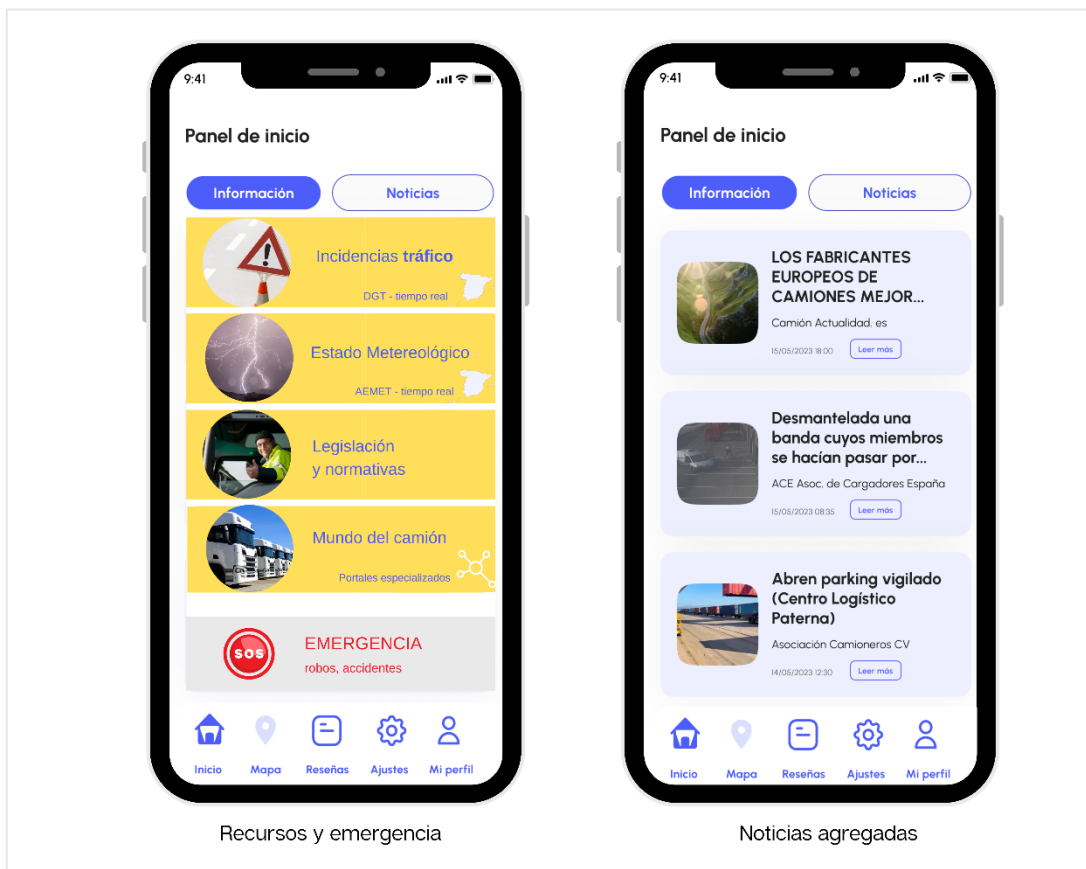 9:41
Panel de inicio
Información
Noticias
Incidencias tráfico
DGT - tiempo real
Estado Metereológico
AEMET - tiempo real
Legislación
y normativas
Mundo del camión
Portales especializados
SOS
EMERGENCIA
robos, accidentes
Inicio
Mapa
Reseñas
Ajustes
Mi perfil
Recursos y emergencia
9:41
Panel de inicio
Información
Noticias
LOS FABRICANTES
EUROPEOS DE
CAMIONES MEJOR...
Camión Actualidad. es
15/05/2023 18:00
Leer más
Desmantelada una
banda cuyos miembros
se hacían pasar por...
ACE Asoc. de Cargadores España
15/05/2023 08:35
Leer más
Abren parking vigilado
(Centro Logístico
Paterna)
Asociación Camioneros CV
14/05/2023 12:30
Leer más
Inicio
Mapa
Reseñas
Ajustes
Mi perfil
Noticias agregadas